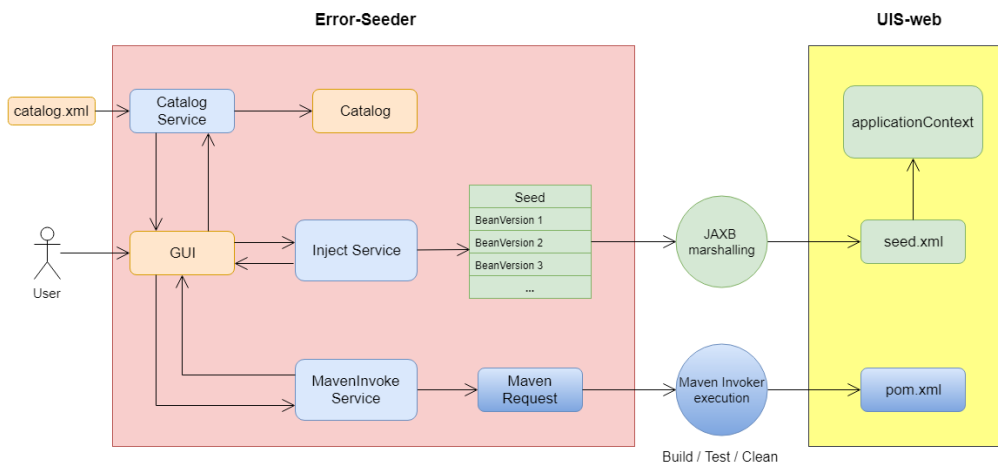 Error-Seeder
UIS-web
catalog.xml
Catalog
Service
Catalog
applicationContext
Seed
BeanVersion 1
BeanVersion 2
BeanVersion 3
...
User
GUI
Inject Service
JAXB
marshalling
seed.xml
MavenInvoke
Service
Maven
Request
Maven Invoker
execution
pom.xml
Build / Test / Clean